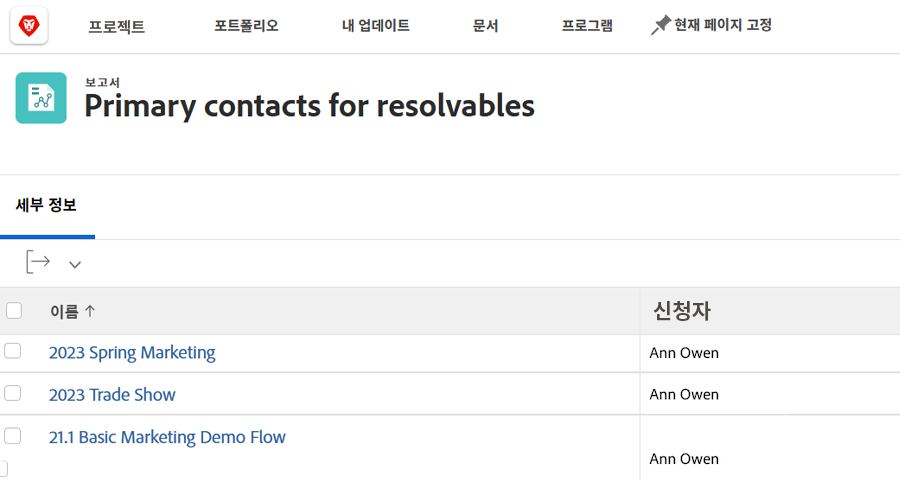 프로젝트 포트폴리오 내 업데이트 문서 프로그램 현재 페이지 고정
보고서
Primary contacts for resolvables
세부 정보
이름 ↑ 신청자
2023 Spring Marketing Ann Owen
2023 Trade Show Ann Owen
21.1 Basic Marketing Demo Flow
Ann Owen